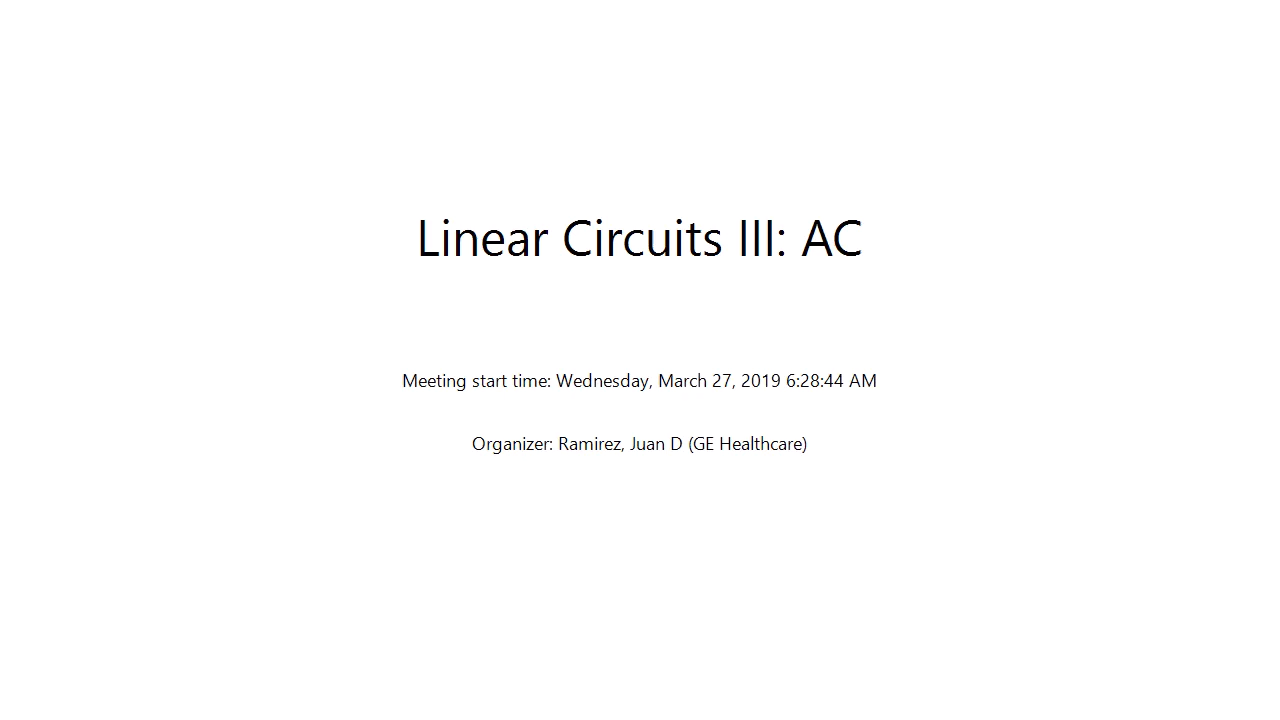 Linear Circuits III: AC
Meeting start time: Wednesday, March 27, 2019 6:28:44 AM
Organizer: Ramirez, Juan D (GE Healthcare)